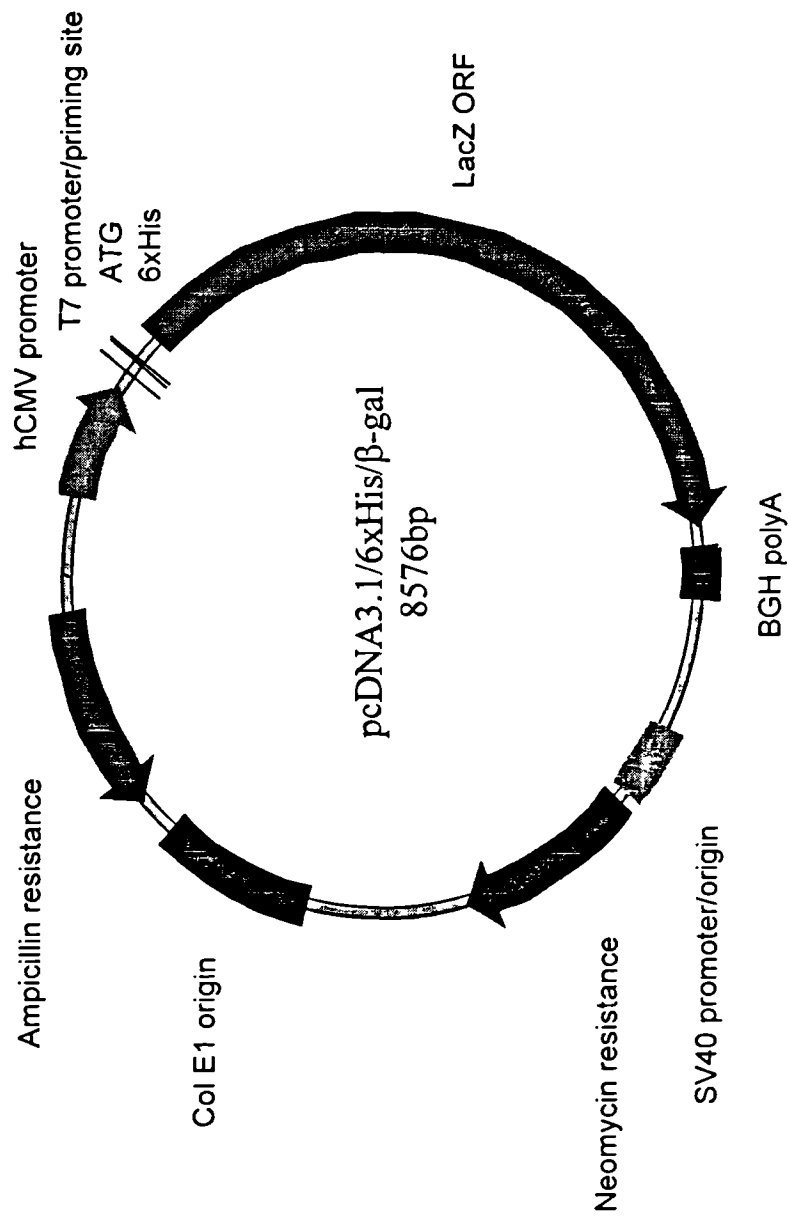 hCMV promoter
T7 promoter/priming site
ATG
6xHis
LacZ ORF
BGH polyA
SV40 promoter/origin
Neomycin resistance
Col E1 origin
Ampicillin resistance
pcDNA3.1/6xHis/β-gal
8576bp